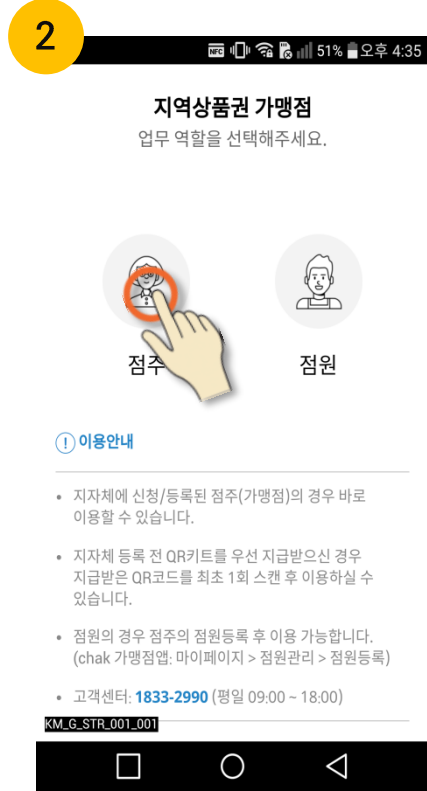 2
NFC 51% 오후 4:35
지역상품권 가맹점
업무 역할을 선택해주세요.
점주 점원
! 이용안내
• 지자체에 신청/등록된 점주(가맹점)의 경우 바로
이용할 수 있습니다.
• 지자체 등록 전 QR키트를 우선 지급받으신 경우
지급받은 QR코드를 최초 1회 스캔 후 이용하실 수
있습니다.
• 점원의 경우 점주의 점원등록 후 이용 가능합니다.
(chak 가맹점앱: 마이페이지 > 점원관리 > 점원등록)
• 고객센터: 1833-2990 (평일 09:00 ~ 18:00)
KM_G_STR_001_001